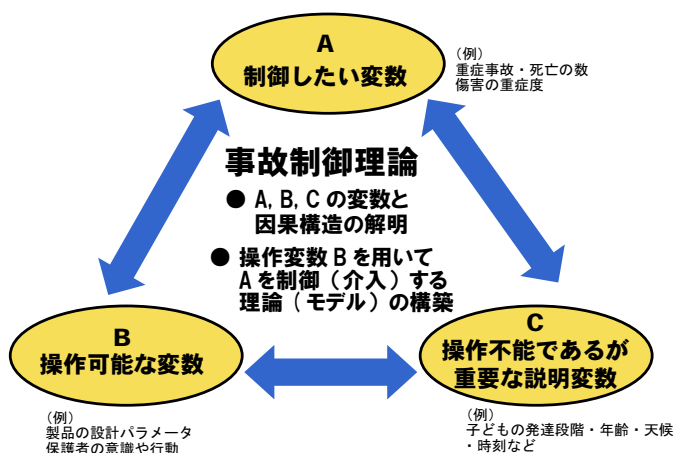 A
制御したい変数
（例）
重症事故・死亡の数
傷害の重症度
事故制御理論
● A, B, C の変数と
因果構造の解明
● 操作変数 B を用いて
A を制御（介入）する
理論（モデル）の構築
B
操作可能な変数
C
操作不能であるが
重要な説明変数
（例）
製品の設計パラメータ
保護者の意識や行動
（例）
子どもの発達段階・年齢・天候
・時刻など